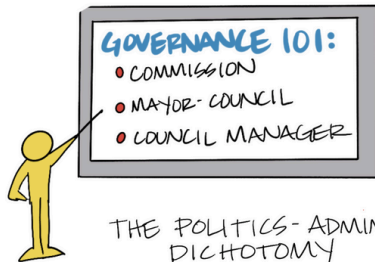 GOVERNANCE 101:
COMMISSION
MAYOR-COUNCIL
COUNCIL MANAGER
THE POLITICS-ADMIN
DICHOTOMY